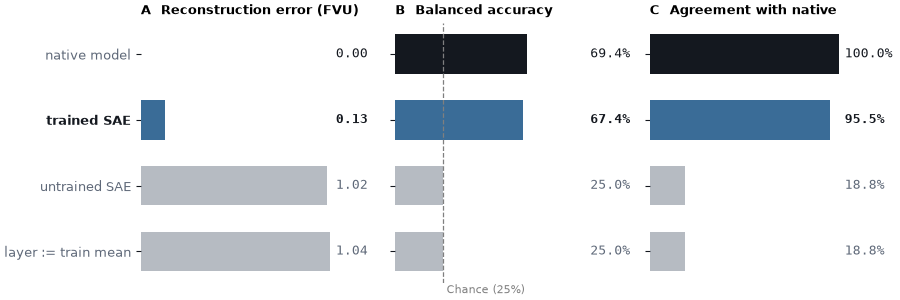 A Reconstruction error (FVU)
B Balanced accuracy
C Agreement with native
native model 0.00 69.4% 100.0%
trained SAE 0.13 67.4% 95.5%
untrained SAE 1.02 25.0% 18.8%
layer := train mean 1.04 25.0% 18.8%
Chance (25%)